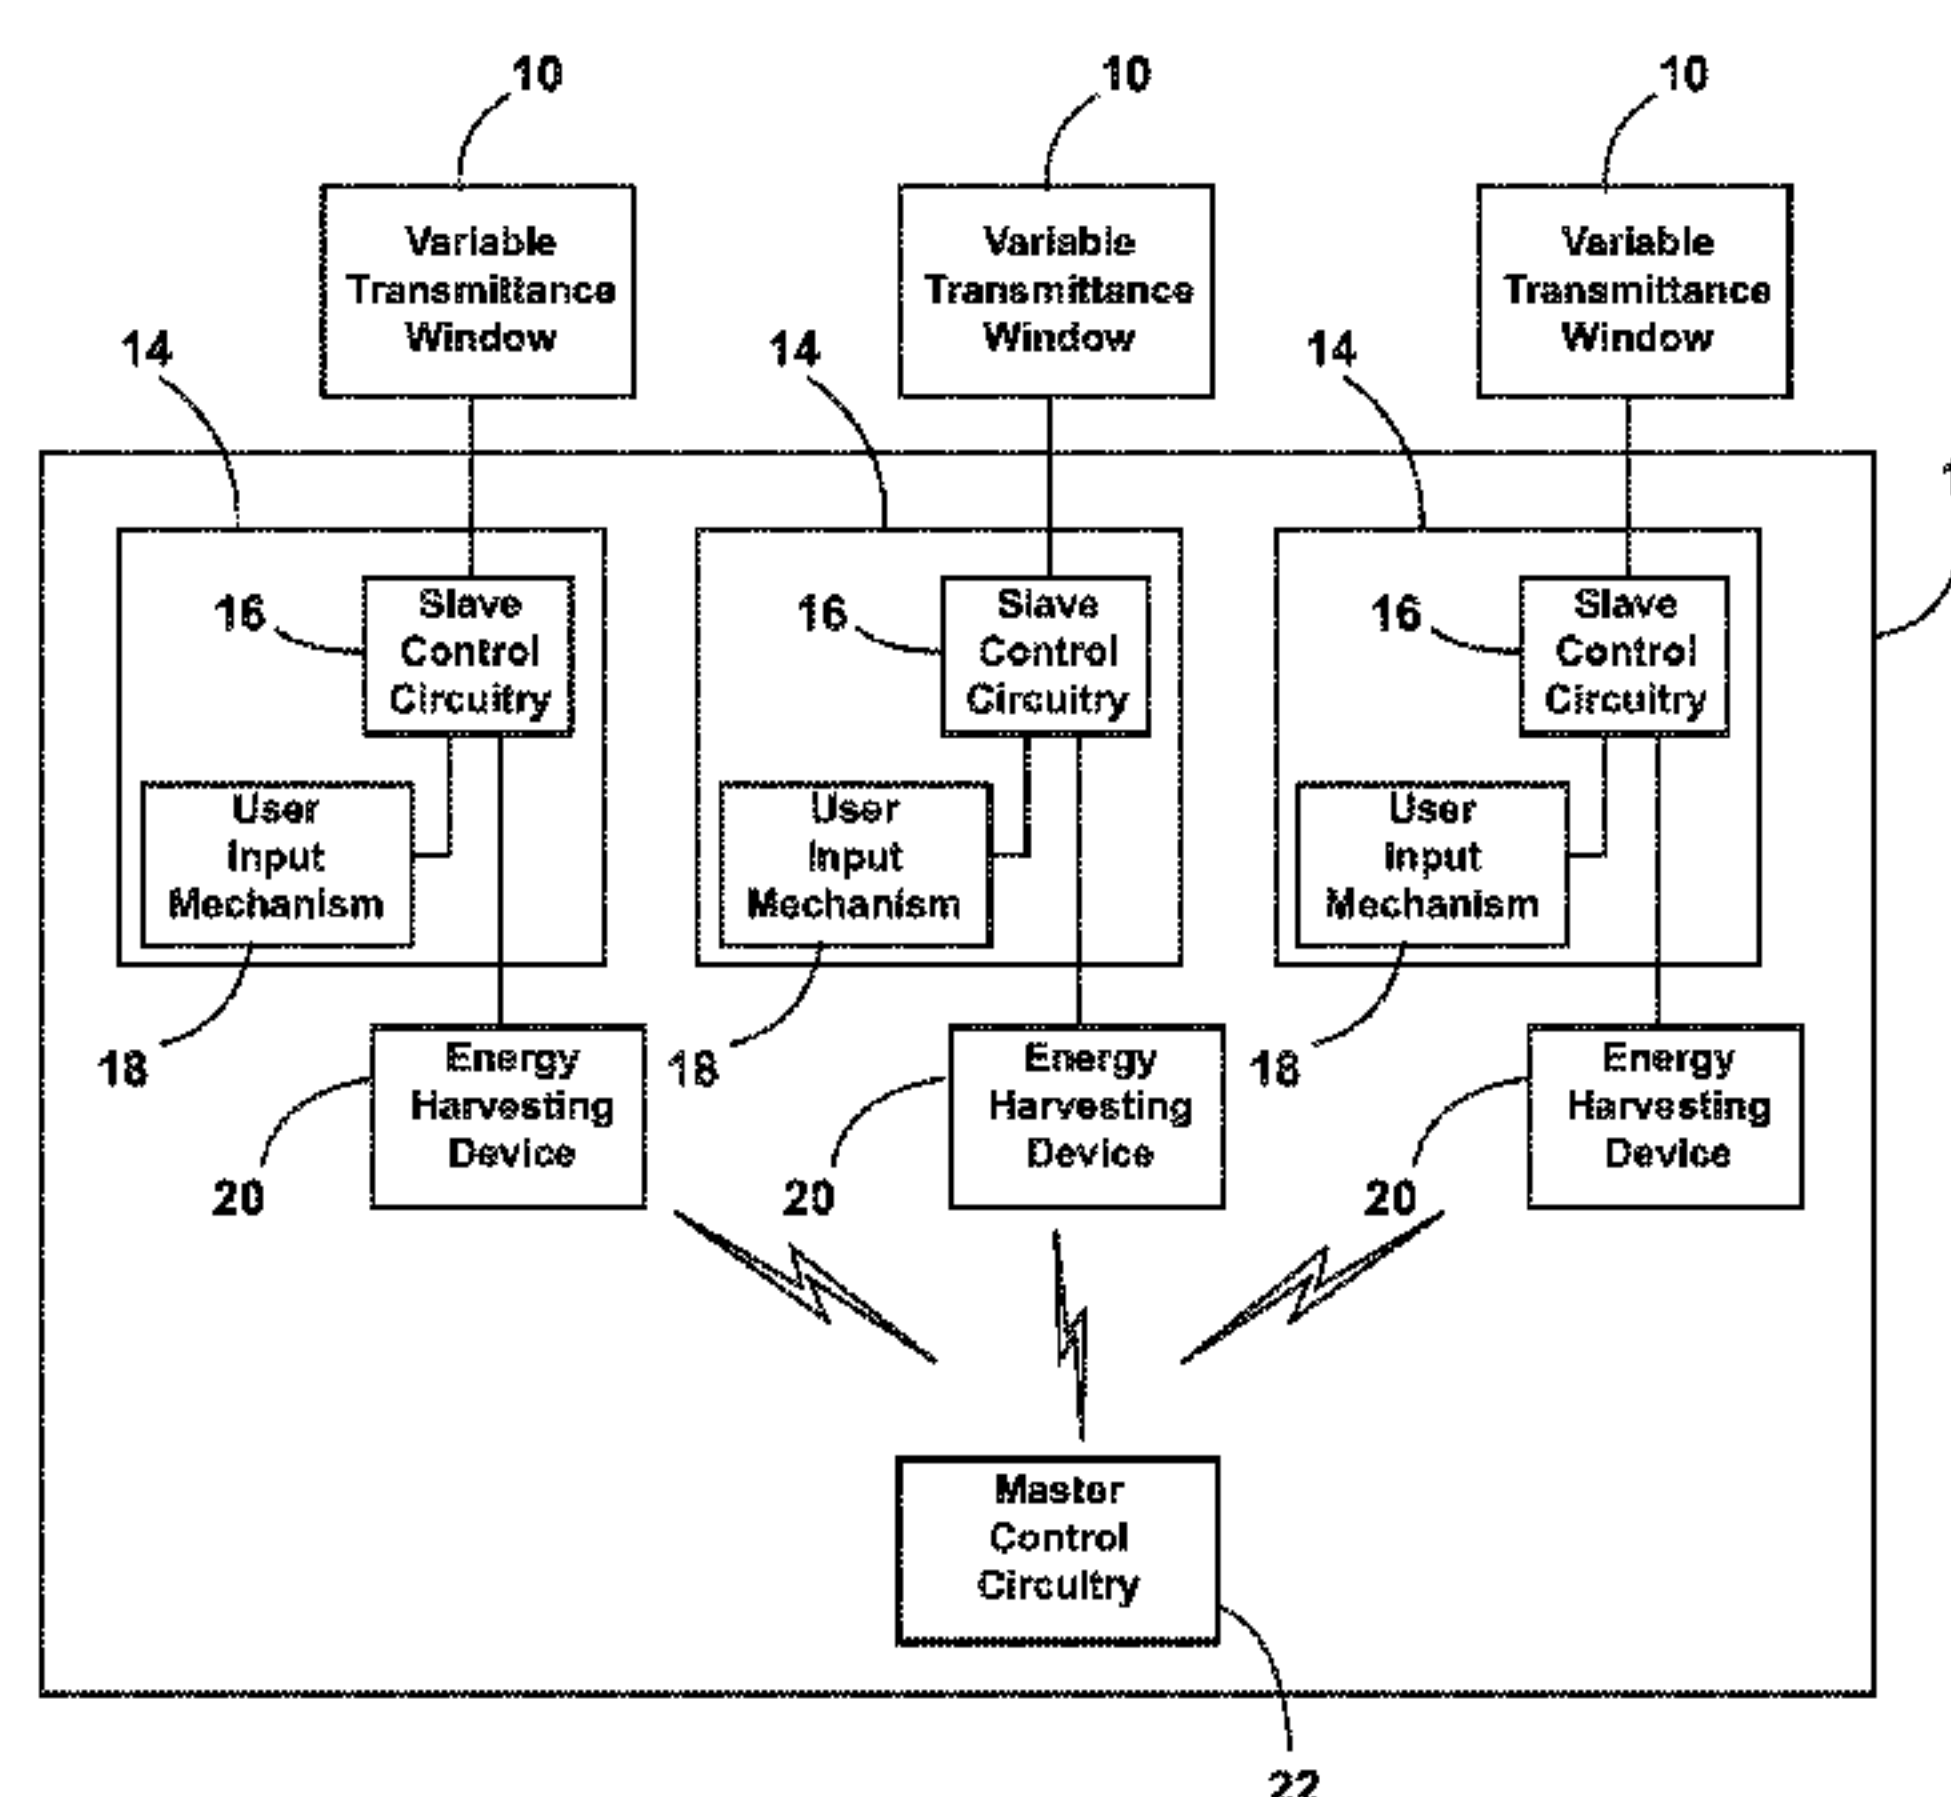 10 10 10
Variable Variable Variable
Transmittance Transmittance Transmittance
Window Window Window
14 14 14
Slave Slave Slave
16 16 16
Control Control Control
Circuitry Circuitry Circuitry
User User User
Input Input Input
Mechanism Mechanism Mechanism
18 18 18
Energy Energy Energy
Harvesting Harvesting Harvesting
Device Device Device
20 20 20
Master
Control
Circuitry
22